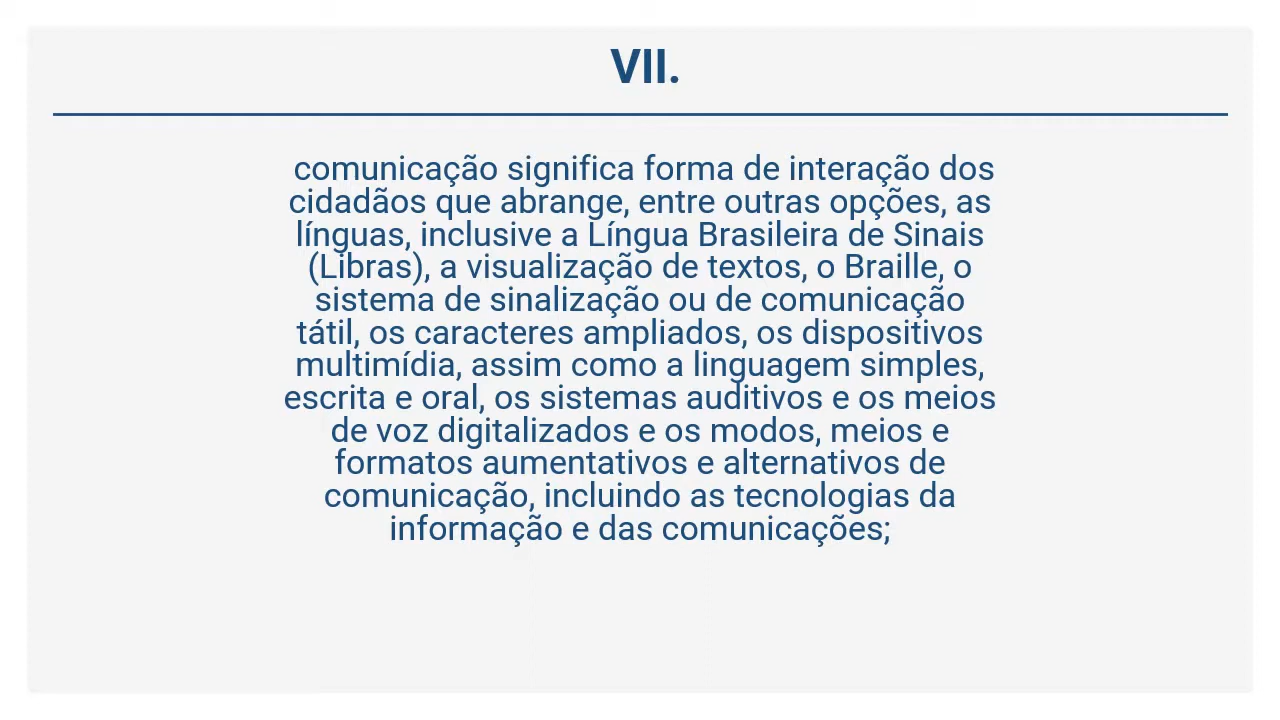 VII.
comunicação significa forma de interação dos
cidadãos que abrange, entre outras opções, as
línguas, inclusive a Língua Brasileira de Sinais
(Libras), a visualização de textos, o Braille, o
sistema de sinalização ou de comunicação
tátil, os caracteres ampliados, os dispositivos
multimídia, assim como a linguagem simples,
escrita e oral, os sistemas auditivos e os meios
de voz digitalizados e os modos, meios e
formatos aumentativos e alternativos de
comunicação, incluindo as tecnologias da
informação e das comunicações;